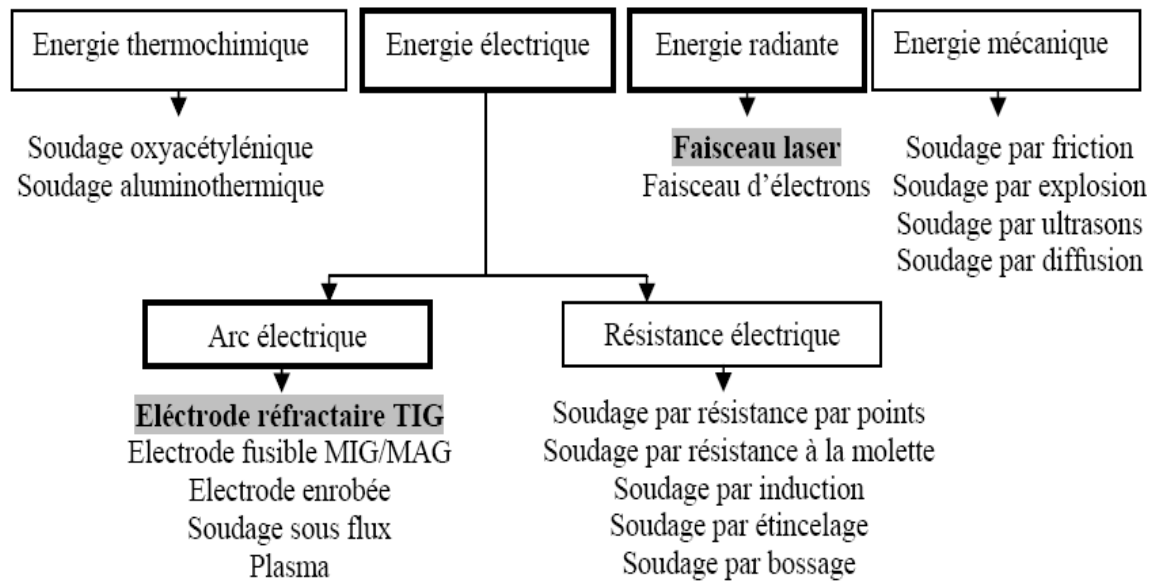 Energie thermochimique
Energie électrique
Energie radiante
Energie mécanique
Soudage oxyacétylénique
Soudage aluminothermique
Faisceau laser
Faisceau d'électrons
Soudage par friction
Soudage par explosion
Soudage par ultrasons
Soudage par diffusion
Arc électrique
Résistance électrique
Eléctrode réfractaire TIG
Electrode fusible MIG/MAG
Electrode enrobée
Soudage sous flux
Plasma
Soudage par résistance par points
Soudage par résistance à la molette
Soudage par induction
Soudage par étincelage
Soudage par bossage